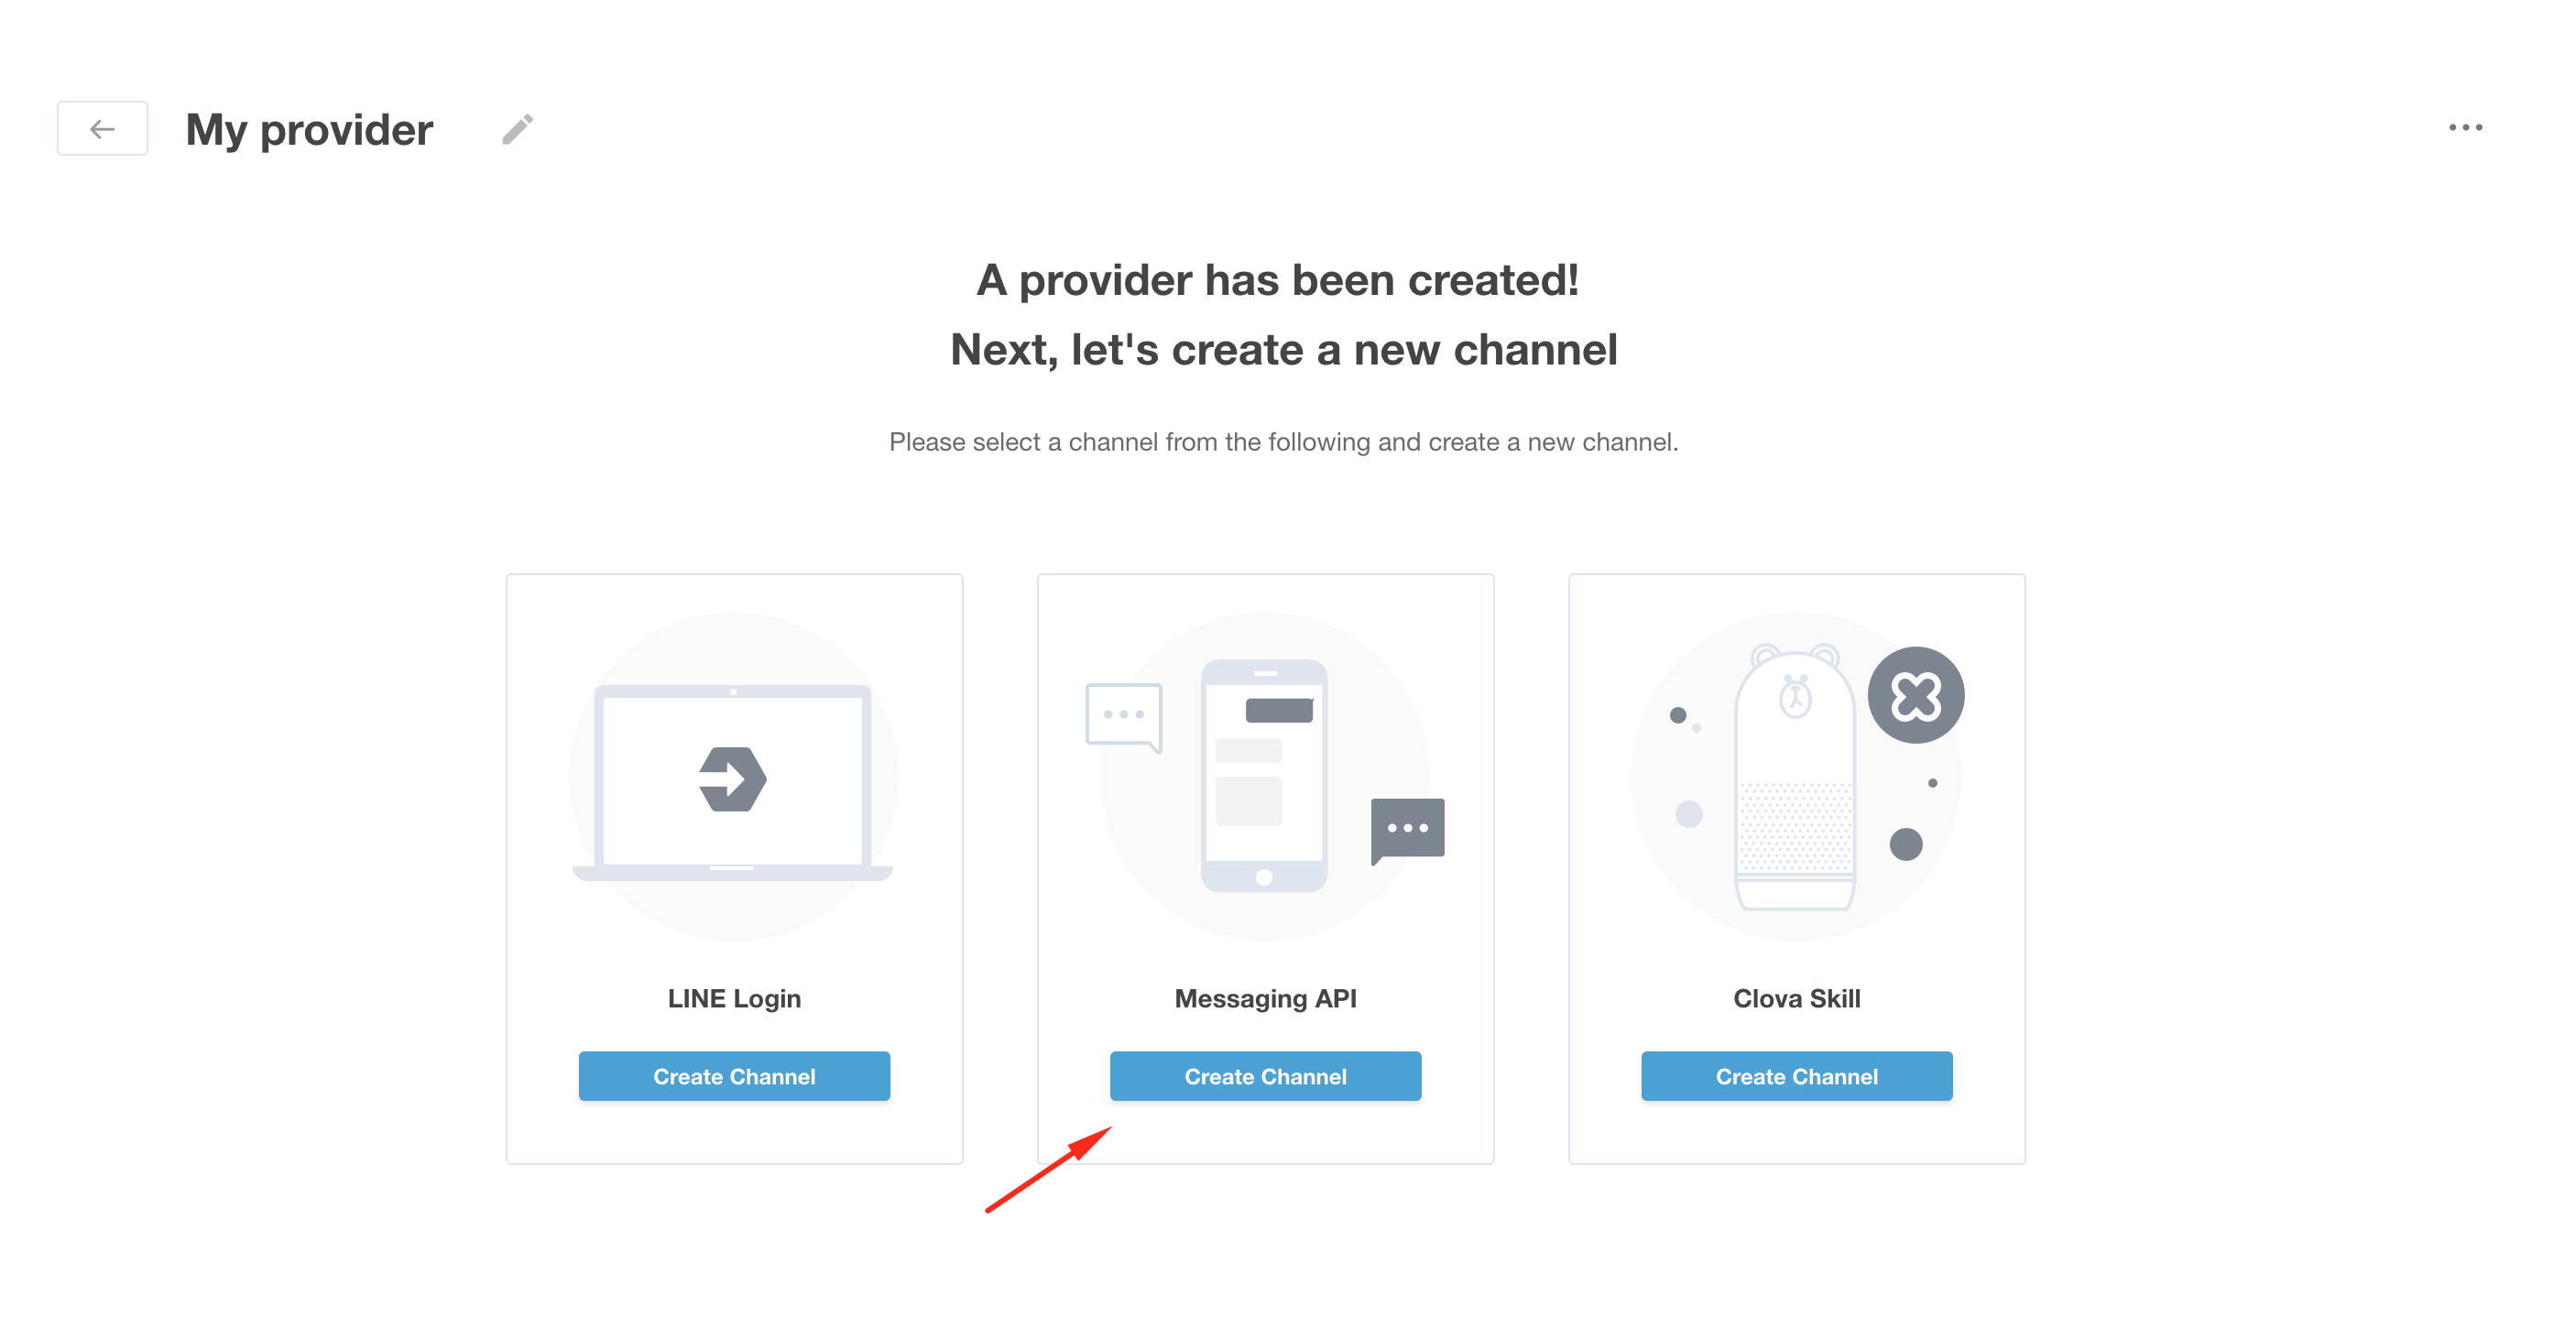 My provider
A provider has been created!
Next, let's create a new channel
Please select a channel from the following and create a new channel.
LINE Login
Create Channel
Messaging API
Create Channel
Clova Skill
Create Channel